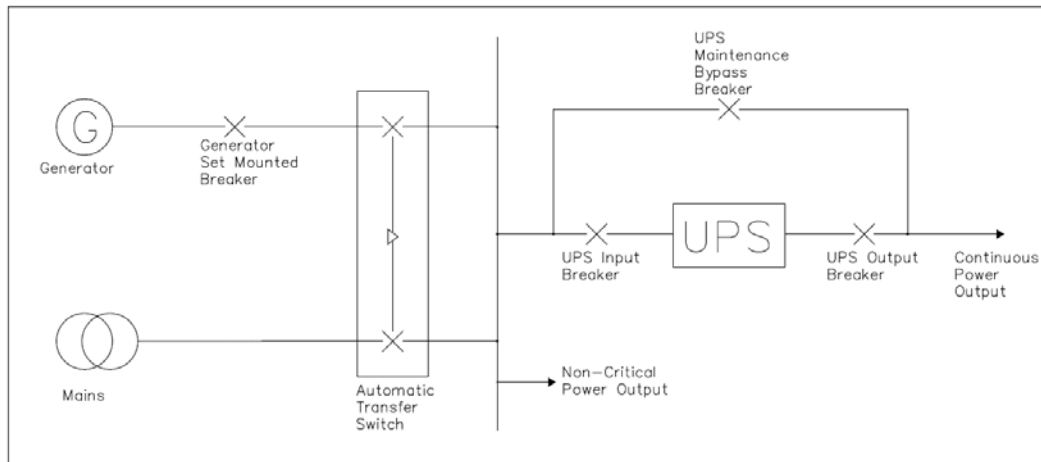 UPS
Maintenance
Bypass
Breaker
G
Generator
Generator
Set Mounted
Breaker
UPS
UPS Input
Breaker
UPS Output
Breaker
Continuous
Power
Output
Mains
Automatic
Transfer
Switch
Non-Critical
Power Output